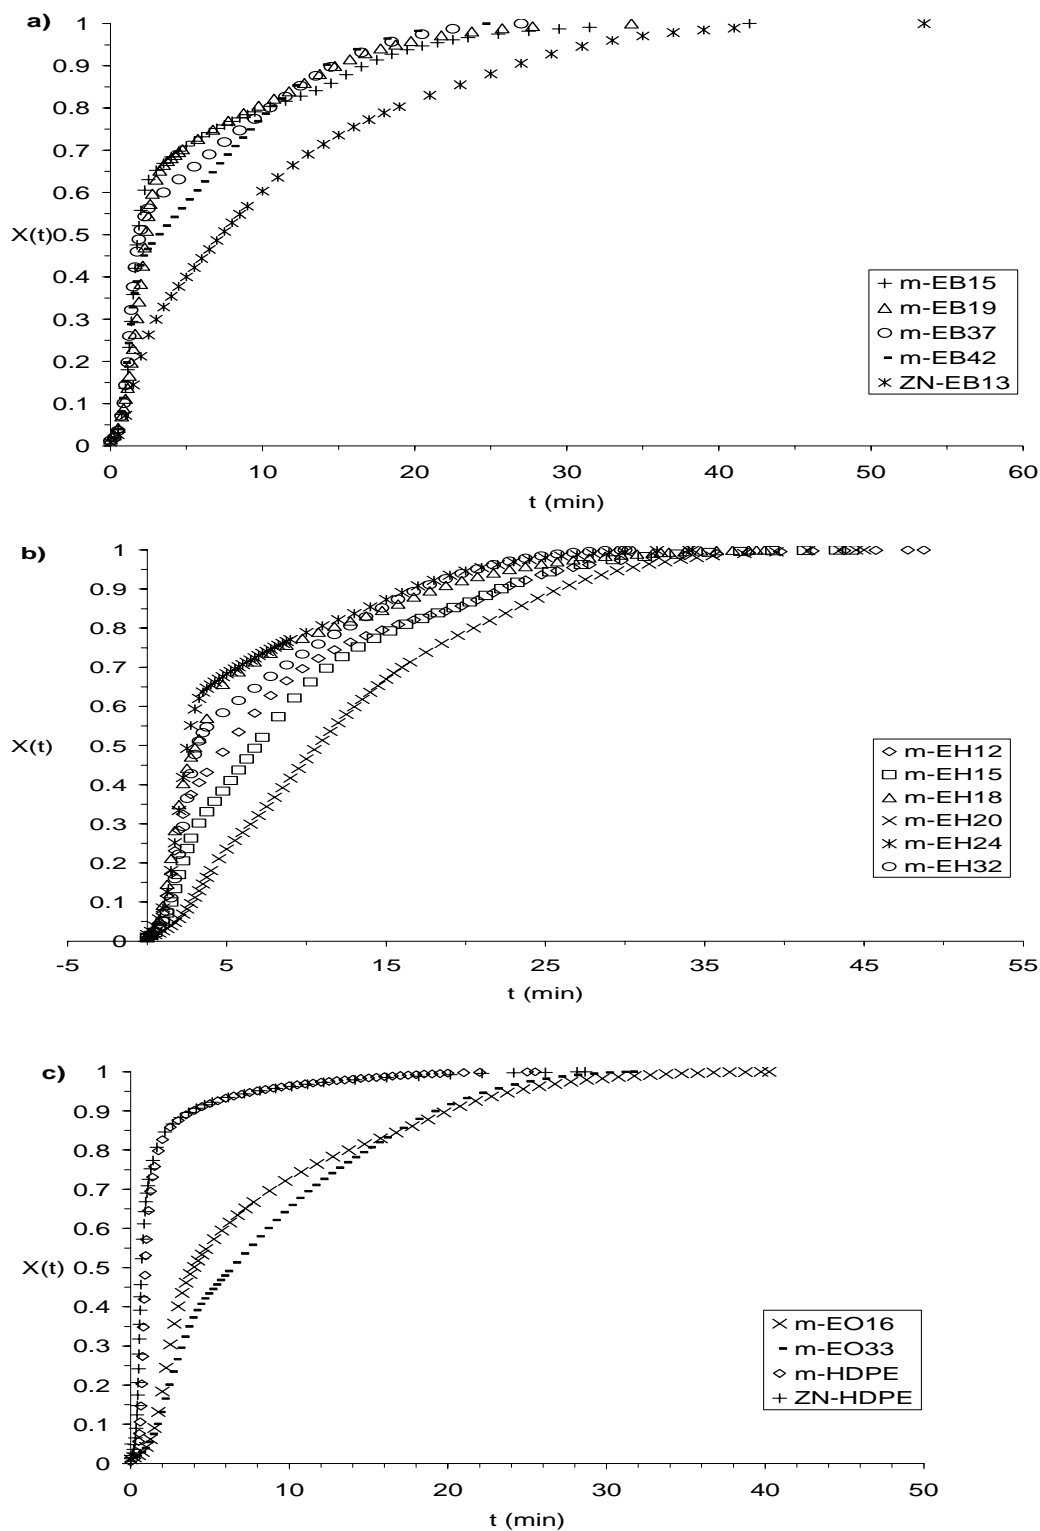 a)
1
0.9
0.8
0.7
0.6
X(t)0.5
0.4
0.3
0.2
0.1
0
0 10 20 30 40 50 60
t (min)
m-EB15
m-EB19
m-EB37
m-EB42
ZN-EB13
b)
1
0.9
0.8
0.7
0.6
X(t) 0.5
0.4
0.3
0.2
0.1
0
-5 5 15 25 35 45 55
t (min)
m-EH12
m-EH15
m-EH18
m-EH20
m-EH24
m-EH32
c)
1
0.9
0.8
0.7
0.6
X(t) 0.5
0.4
0.3
0.2
0.1
0
0 10 20 30 40 50
t (min)
m-EO16
m-EO33
m-HDPE
ZN-HDPE